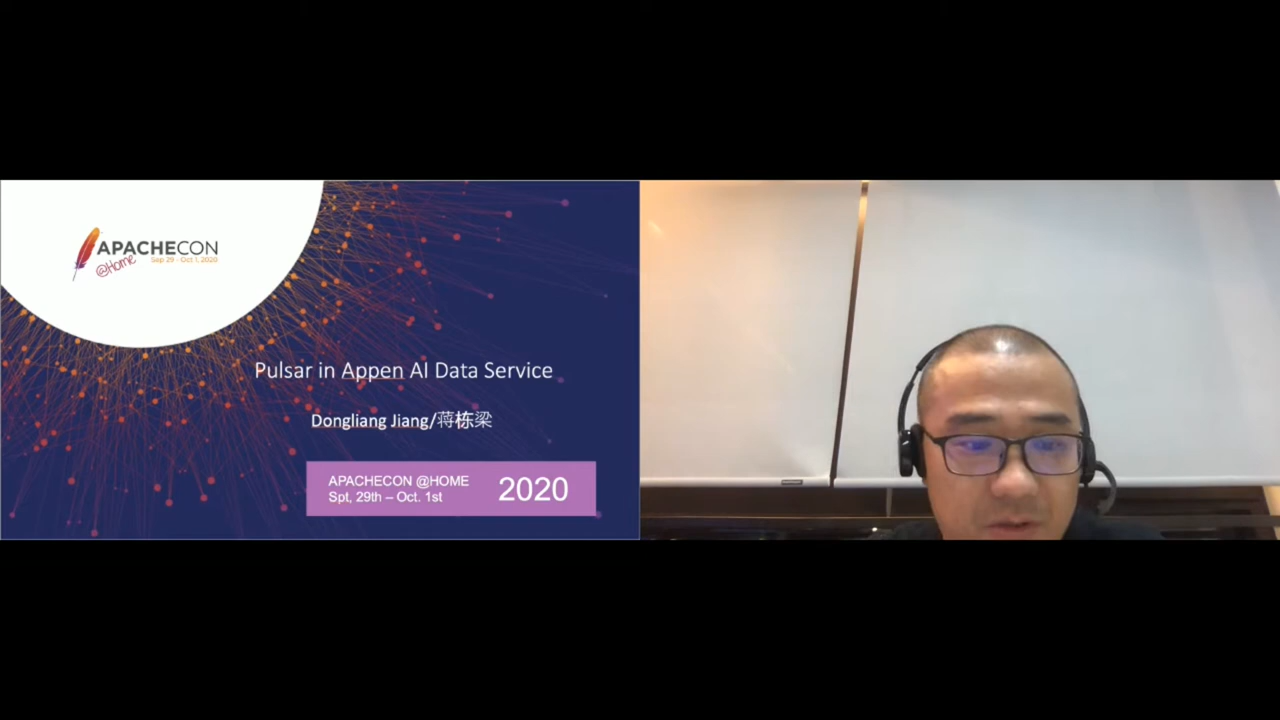 APACHECON
@Home
Sep 29 - Oct 1, 2020
Pulsar in Appen AI Data Service
Dongliang Jiang/蒋栋梁
APACHECON @HOME
Spt, 29th – Oct. 1st
2020